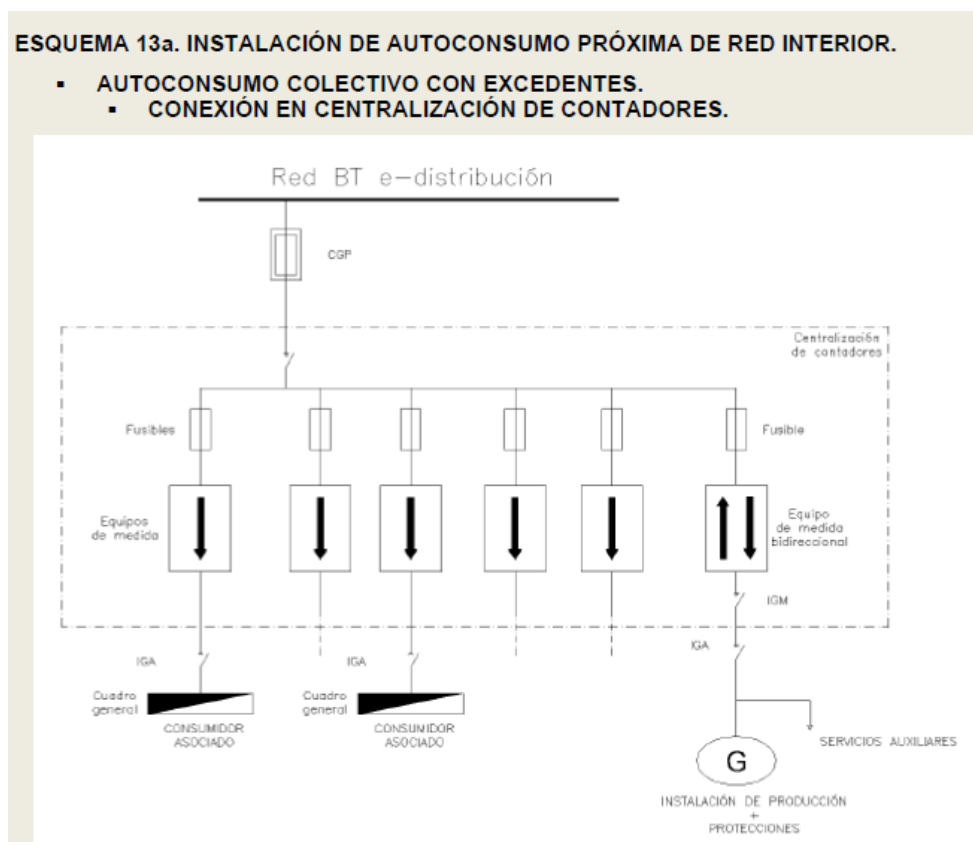 ESQUEMA 13a. INSTALACIÓN DE AUTOCONSUMO PRÓXIMA DE RED INTERIOR.
▪ AUTOCONSUMO COLECTIVO CON EXCEDENTES.
▪ CONEXIÓN EN CENTRALIZACIÓN DE CONTADORES.
Red BT e-distribución
CGP
Centralización
de contadores
Fusibles
Fusible
Equipos
de medida
Equipo
de medida
bidireccional
IGM
IGA
IGA
IGA
Cuadro
general
Cuadro
general
CONSUMIDOR
ASOCIADO
CONSUMIDOR
ASOCIADO
SERVICIOS AUXILIARES
G
INSTALACIÓN DE PRODUCCIÓN
+
PROTECCIONES